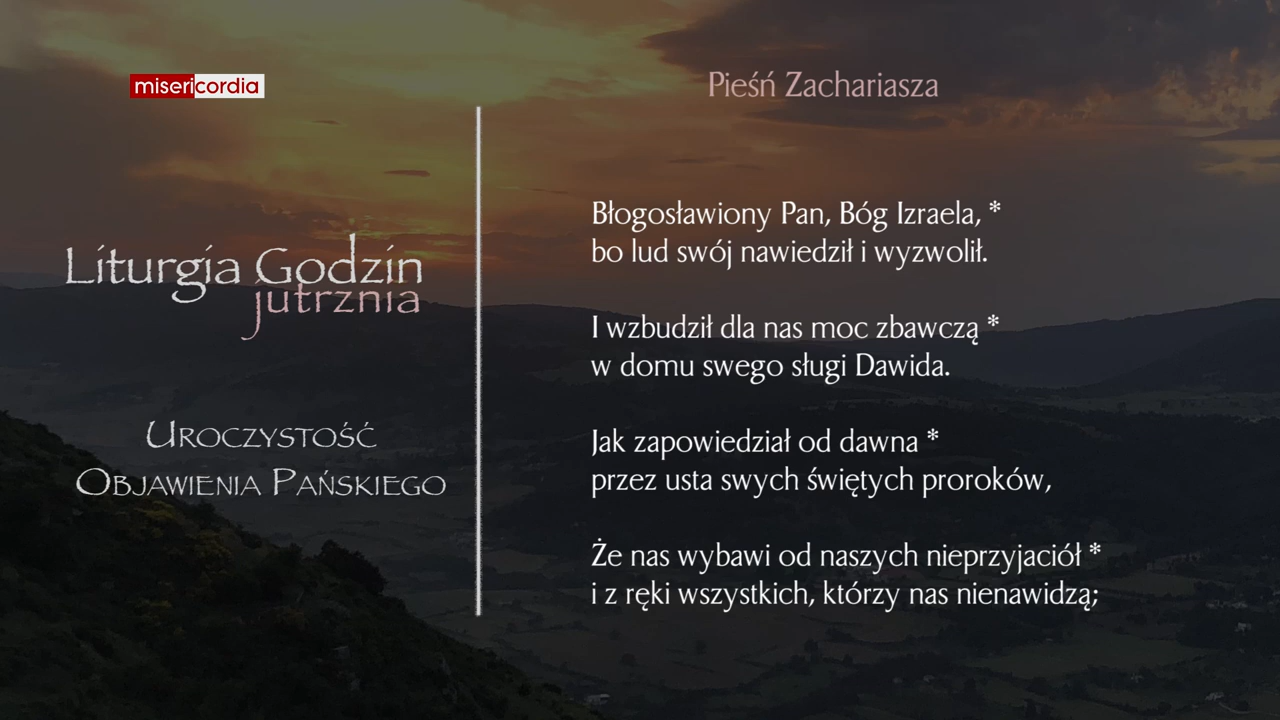 misericordia
Liturgia Godzin
jutrznia
Uroczystość
Objawienia Pańskiego
Pieśń Zachariasza
Błogosławiony Pan, Bóg Izraela, *
bo lud swój nawiedził i wyzwolił.
I wzbudził dla nas moc zbawczą *
w domu swego sługi Dawida.
Jak zapowiedział od dawna *
przez usta swych świętych proroków,
Że nas wybawi od naszych nieprzyjaciół *
i z ręki wszystkich, którzy nas nienawidzą;